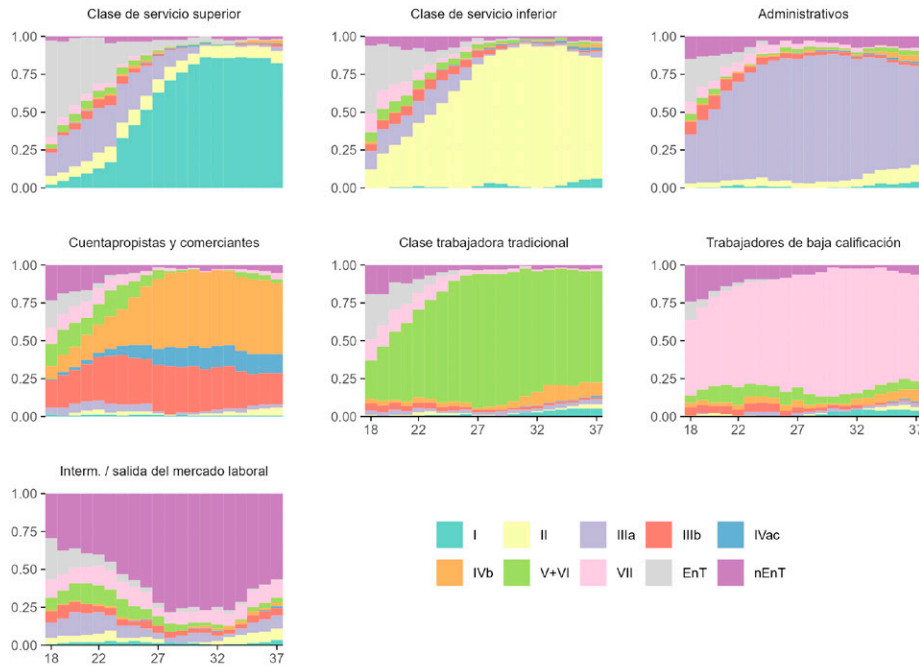 Clase de servicio superior
Clase de servicio inferior
Administrativos
1.00
0.75
0.50
0.25
0.00
1.00
0.75
0.50
0.25
0.00
1.00
0.75
0.50
0.25
0.00
Cuentapropistas y comerciantes
Clase trabajadora tradicional
Trabajadores de baja calificación
1.00
0.75
0.50
0.25
0.00
1.00
0.75
0.50
0.25
0.00
18 22 27 32 37
1.00
0.75
0.50
0.25
0.00
18 22 27 32 37
Interm. / salida del mercado laboral
1.00
0.75
0.50
0.25
0.00
18 22 27 32 37
I II IIIa IIIb IVac
IVb V+VI VII EnT nEnT